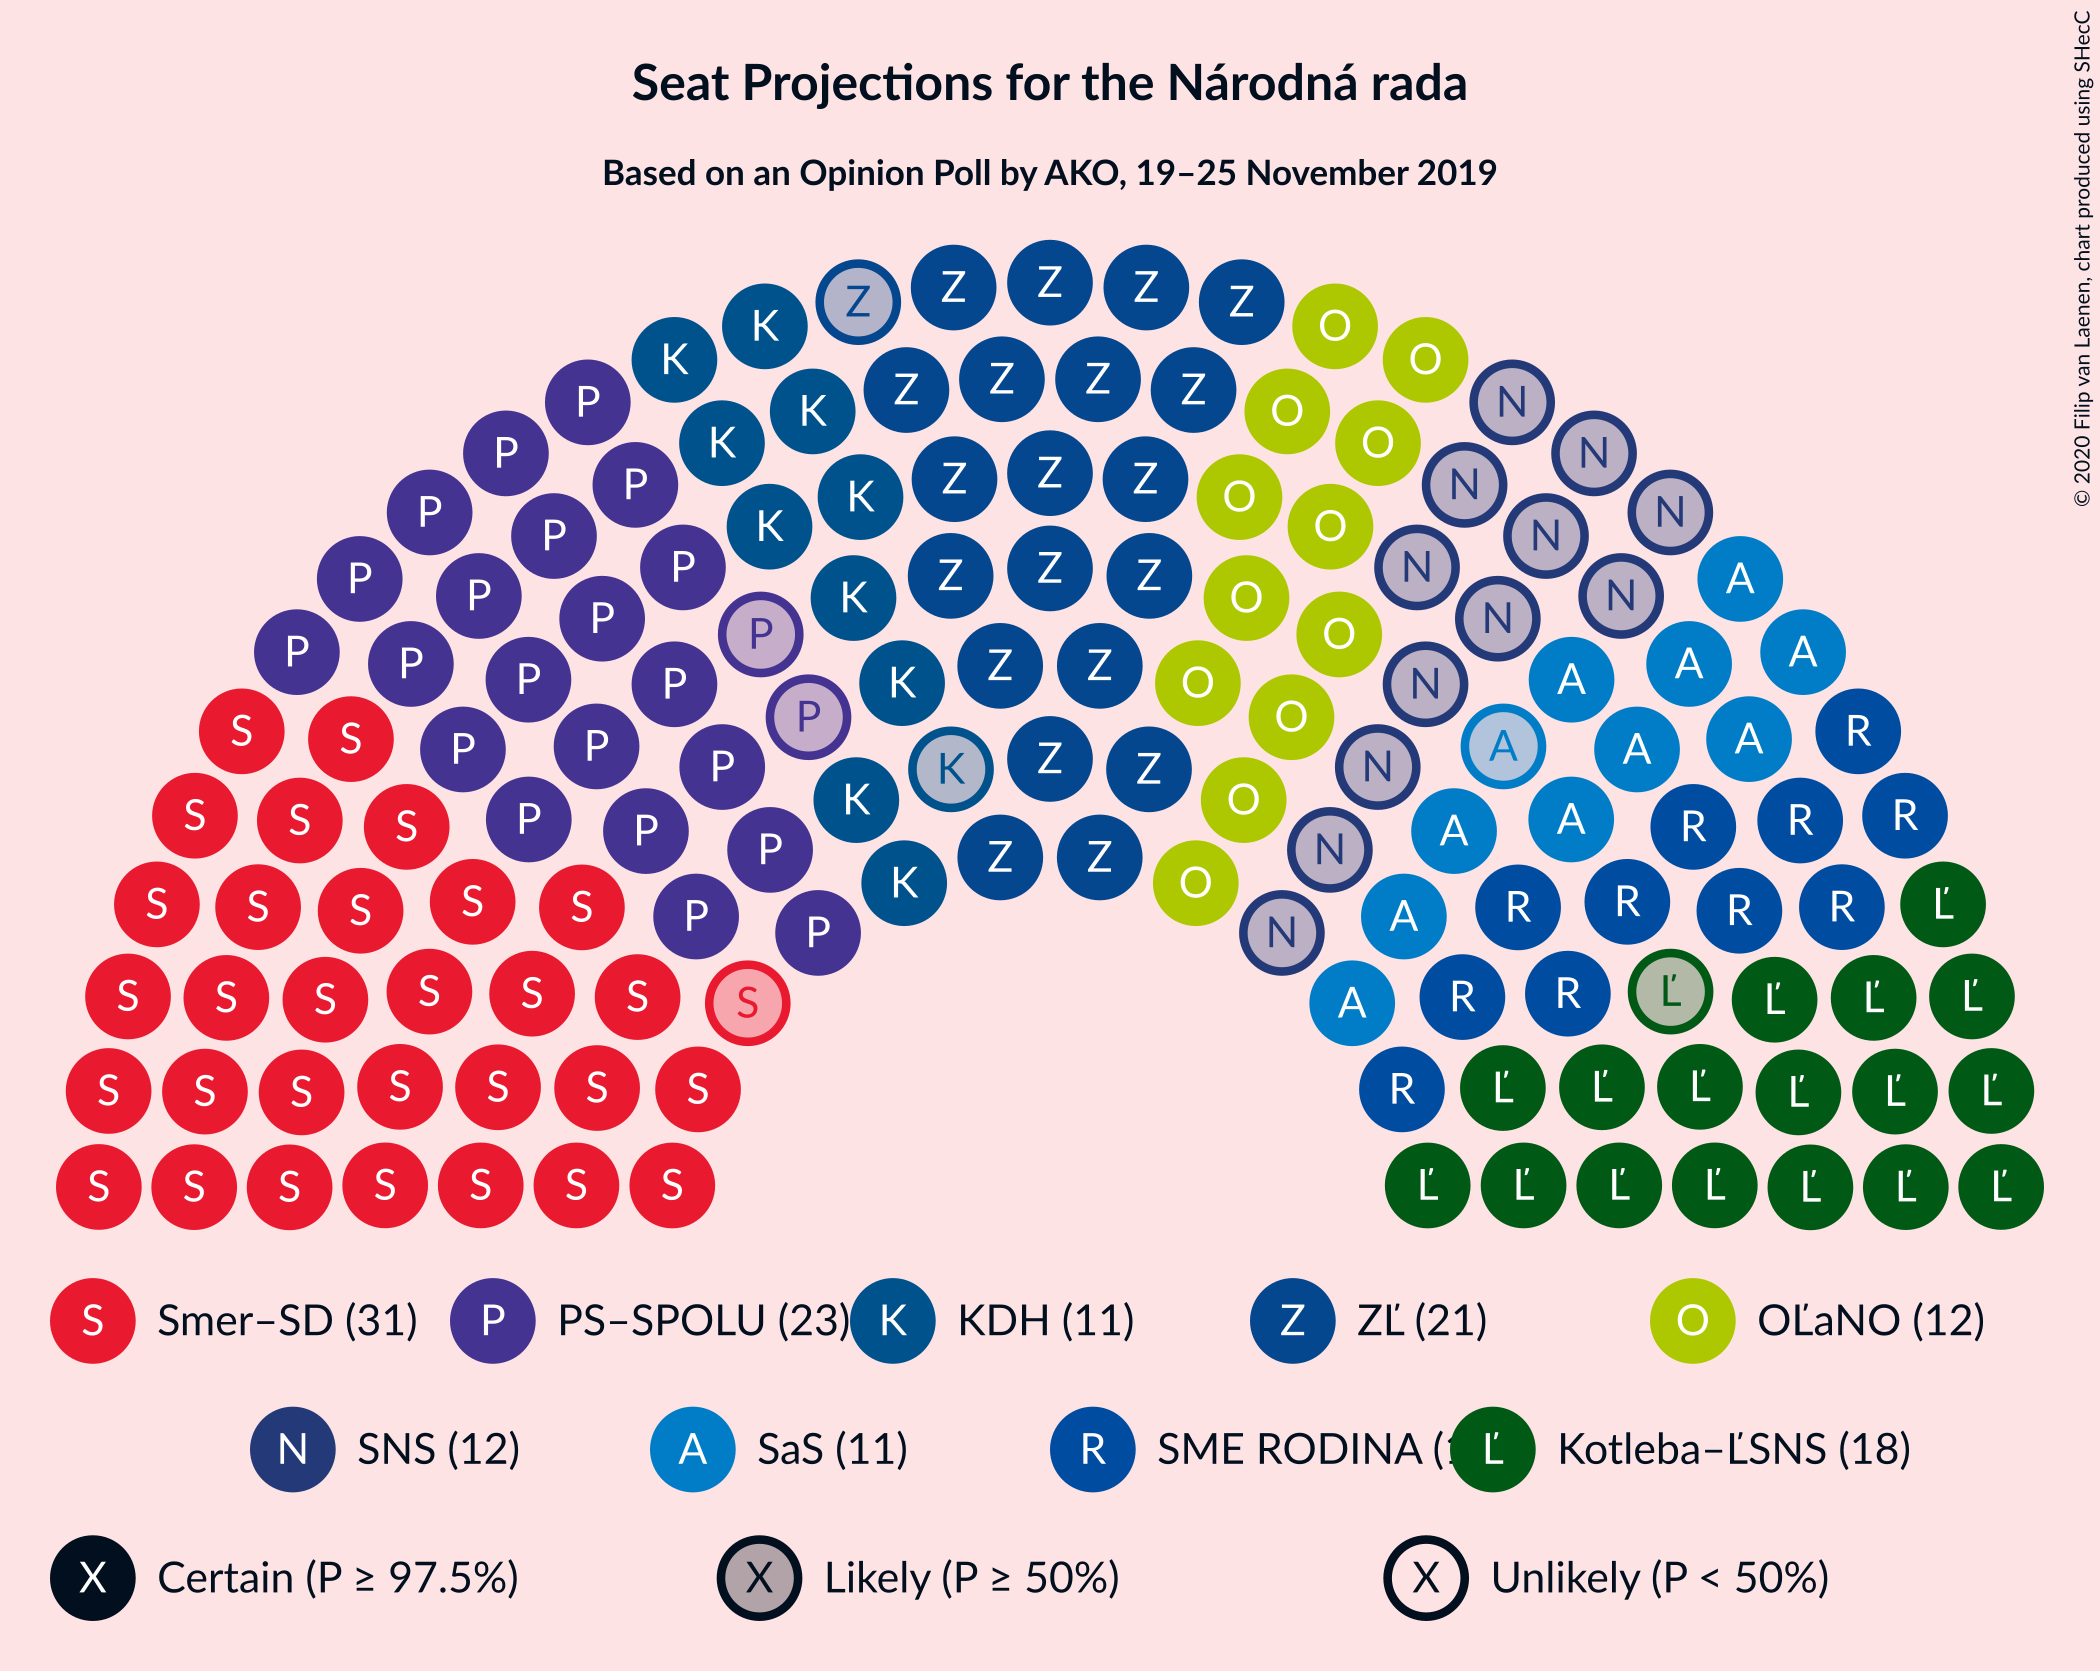 Seat Projections for the Národná rada
Based on an Opinion Poll by AKO, 19–25 November 2019
© 2020 Filip van Laenen, chart produced using SHecC
Z Z Z Z Z
K K O O
P K Z Z Z Z O N
P P K K O O N N
P P K K Z Z Z O O N N N
P P P P K Z Z Z O O N N N A
P P P P P K Z Z O O N A A A
S S P P P P K K Z Z O N A A A R
S S S P P P K Z Z O N A A R R R
S S S S S P P K O N A A R R R R Ľ
S S S S S S S A R R Ľ Ľ Ľ Ľ
S S S S S S S R Ľ Ľ Ľ Ľ Ľ Ľ
S S S S S S S Ľ Ľ Ľ Ľ Ľ Ľ Ľ
S Smer–SD (31) P PS–SPOLU (23) K KDH (11) Z ZĽ (21) O OĽaNO (12)
N SNS (12) A SaS (11) R SME RODINA ( Ľ Kotleba–ĽSNS (18)
X Certain (P ≥ 97.5%) X Likely (P ≥ 50%) X Unlikely (P < 50%)